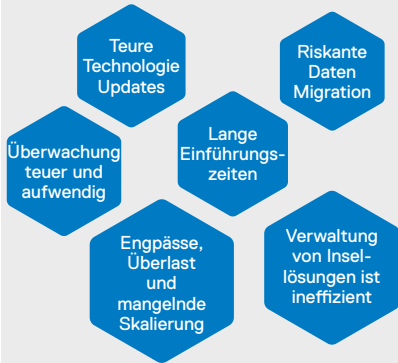 Teure
Technologie
Updates
Riskante
Daten
Migration
Überwachung
teuer und
aufwendig
Lange
Einführungs-
zeiten
Engpässe,
Überlast
und
mangelnde
Skalierung
Verwaltung
von Insel-
lösungen ist
ineffizient